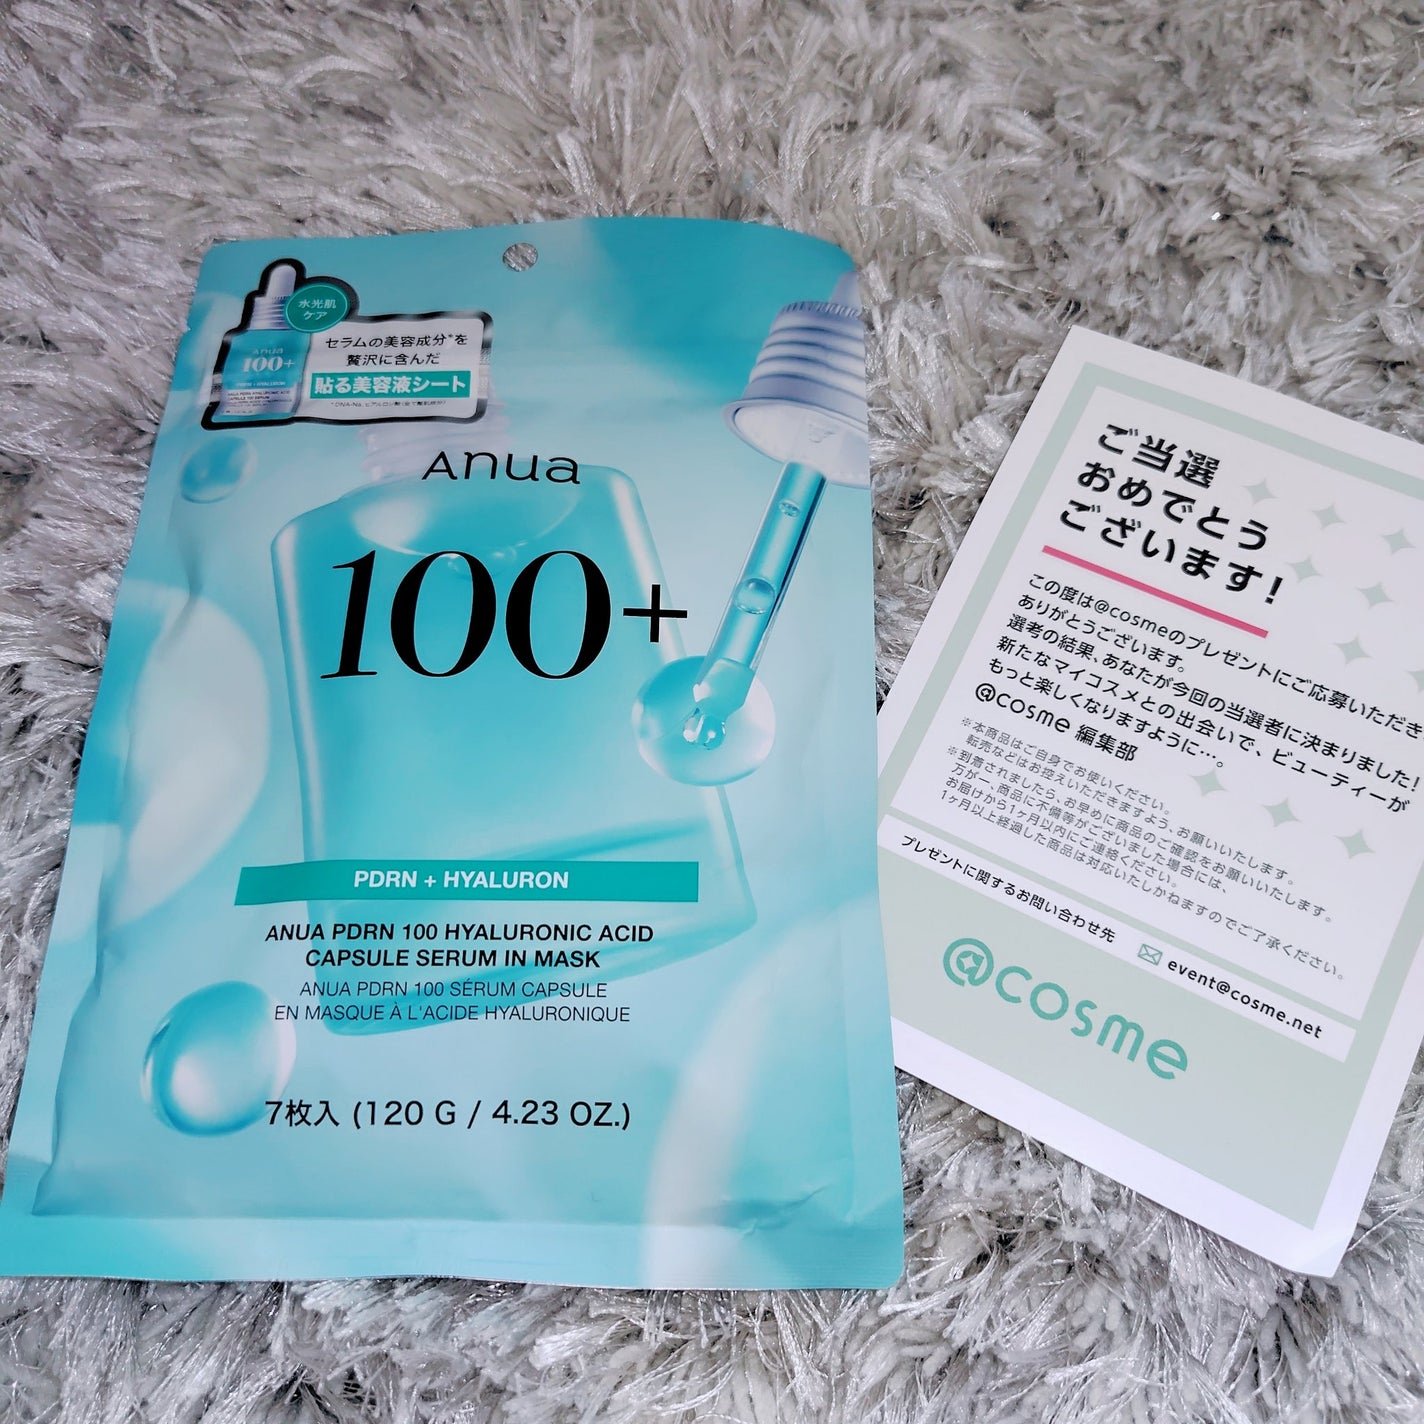 水光肌
ケア
Anua
100+
PDRN + HYALURON
セラムの美容成分*を
贅沢に含んだ
貼る美容液シート
Anua
100+
PDRN + HYALURON
ANUA PDRN 100 HYALURONIC ACID
CAPSULE SERUM IN MASK
ANUA PDRN 100 SÉRUM CAPSULE
EN MASQUE À L'ACIDE HYALURONIQUE
7枚入 (120 G / 4.23 OZ.)
ご当選
おめでとう
ございます!
この度は@cosmeのプレゼントにご応募いただき
ありがとうございます。
選考の結果、あなたが今回の当選者に決まりました!
新たなマイコスメとの出会いで、ビューティーが
もっと楽しくなりますように…。
@cosme 編集部
※本商品はご自身でお使いください。
転売などはお控えいただきますよう、お願いいたします。
※到着されましたら、お早めに商品のご確認をお願いいたします。
万が一、商品に不備等がございました場合には、
お届けから1ヶ月以内にご連絡ください。
1ヶ月以上経過した商品は対応いたしかねますのでご了承ください。
プレゼントに関するお問い合わせ先
event@cosme.net
@cosme